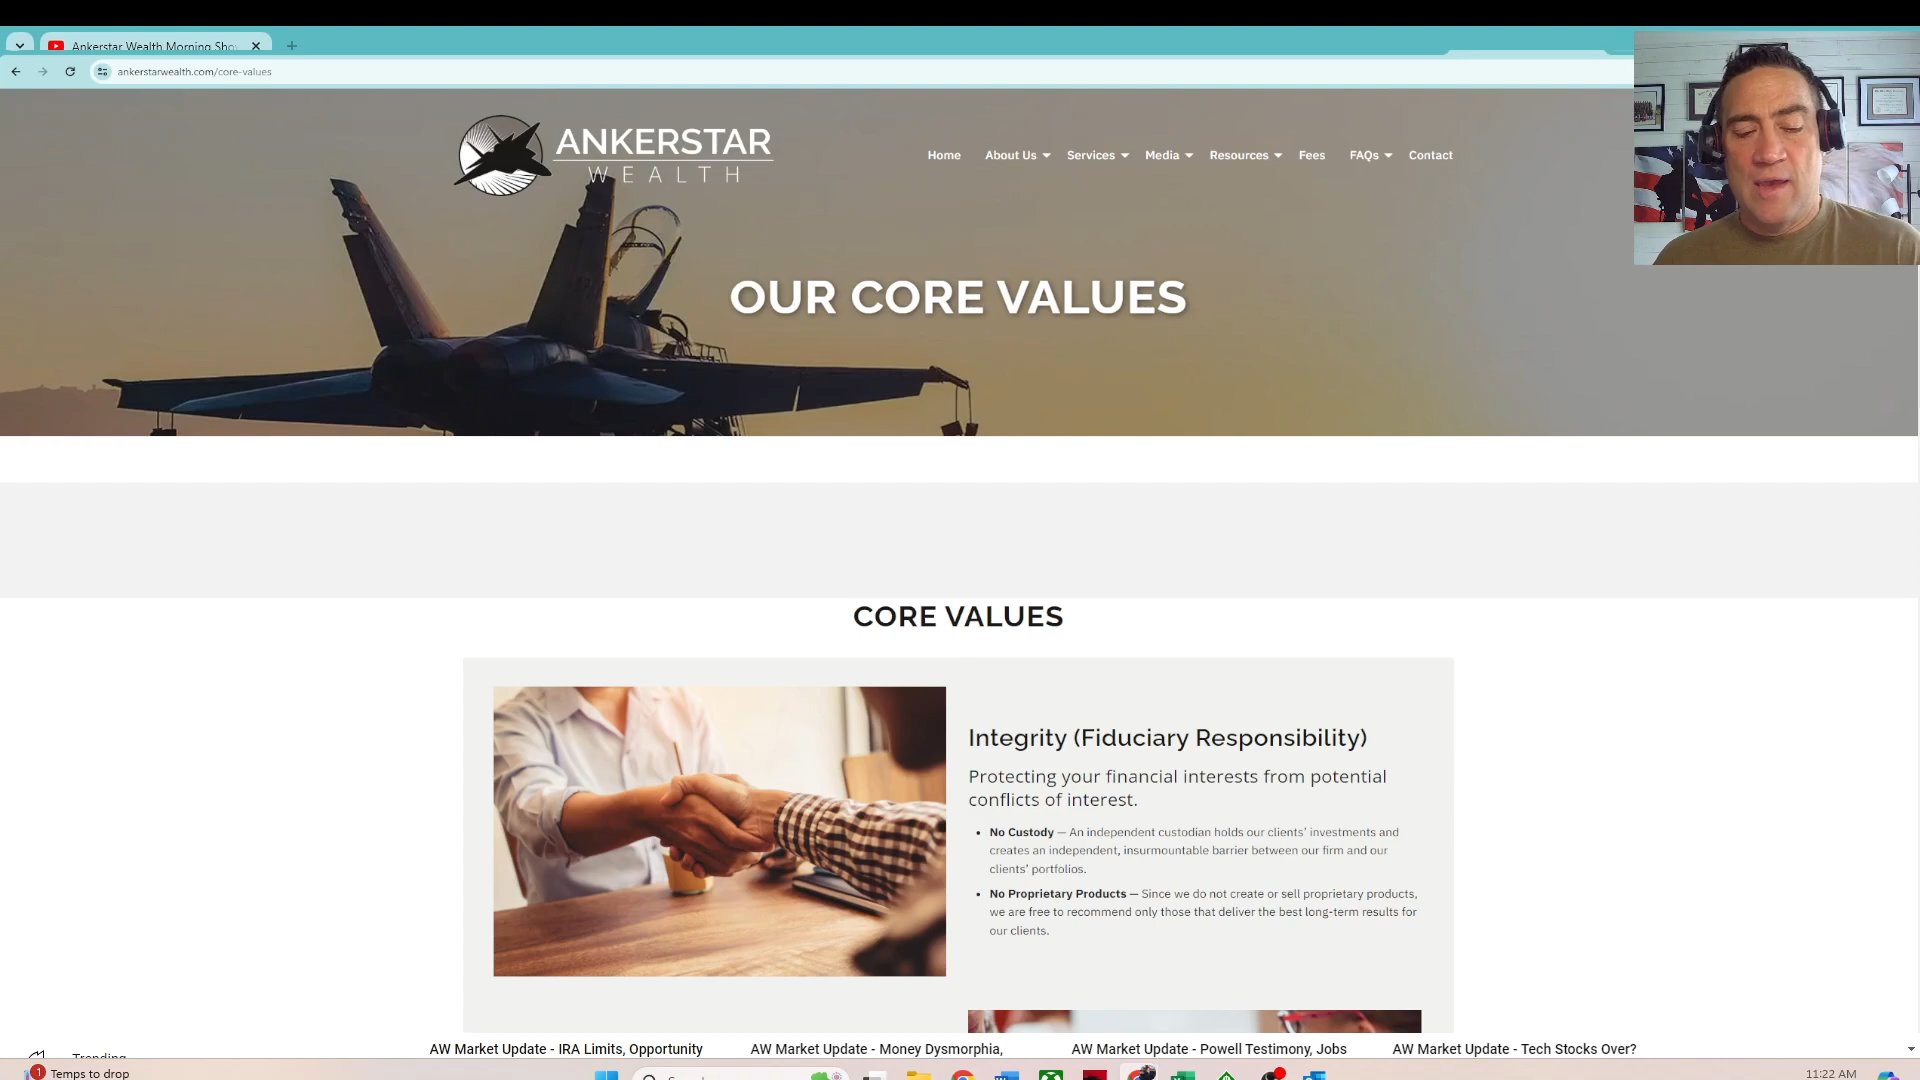 Ankerstar Wealth Morning Sho
ankerstarwealth.com/core-values
ANKERSTAR
WEALTH
Home
About Us
Services
Media
Resources
Fees
FAQs
Contact
OUR CORE VALUES
CORE VALUES
Integrity (Fiduciary Responsibility)
Protecting your financial interests from potential
conflicts of interest.
• No Custody — An independent custodian holds our clients' investments and
creates an independent, insurmountable barrier between our firm and our
clients' portfolios.
• No Proprietary Products — Since we do not create or sell proprietary products,
we are free to recommend only those that deliver the best long-term results for
our clients.
Trending
AW Market Update - IRA Limits, Opportunity
AW Market Update - Money Dysmorphia,
AW Market Update - Powell Testimony, Jobs
AW Market Update - Tech Stocks Over?
1
Temps to drop
11:22 AM